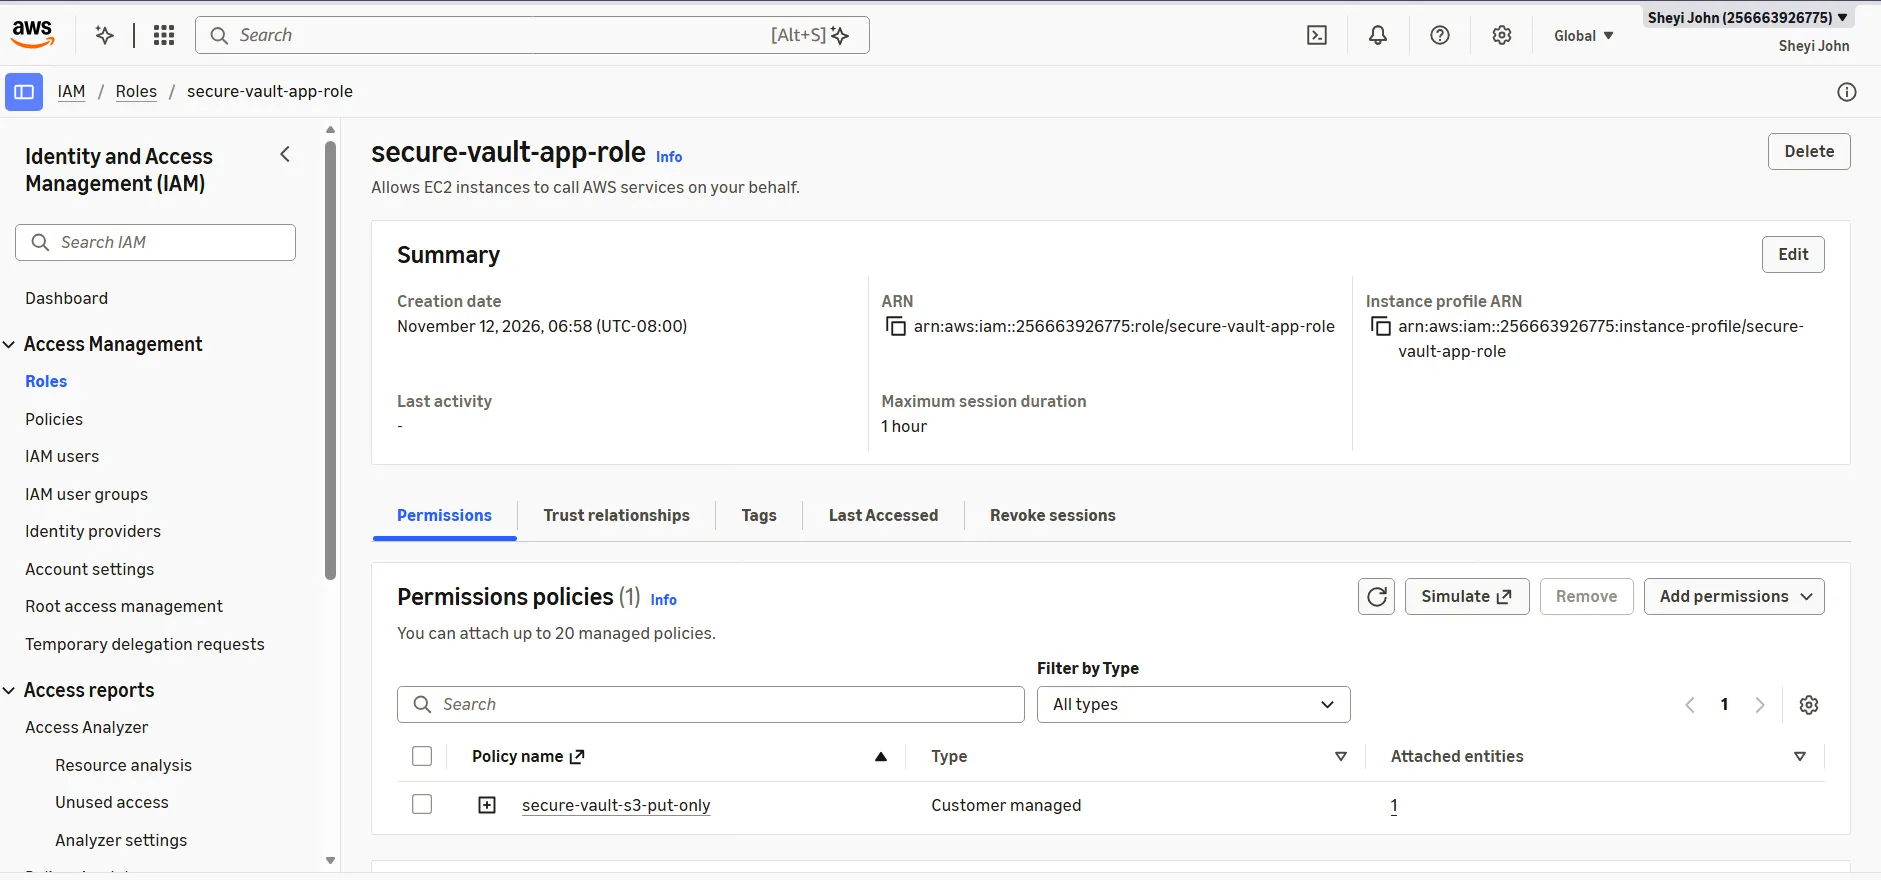 aws
Search
[Alt+S]
Global
Sheyi John (256663926775)
Sheyi John
IAM / Roles / secure-vault-app-role
Identity and Access
Management (IAM)
Search IAM
Dashboard
Access Management
Roles
Policies
IAM users
IAM user groups
Identity providers
Account settings
Root access management
Temporary delegation requests
Access reports
Access Analyzer
Resource analysis
Unused access
Analyzer settings
secure-vault-app-role Info
Delete
Allows EC2 instances to call AWS services on your behalf.
Summary
Edit
Creation date
November 12, 2026, 06:58 (UTC-08:00)
ARN
arn:aws:iam::256663926775:role/secure-vault-app-role
Instance profile ARN
arn:aws:iam::256663926775:instance-profile/secure-
vault-app-role
Last activity
-
Maximum session duration
1 hour
Permissions
Trust relationships
Tags
Last Accessed
Revoke sessions
Permissions policies (1) Info
You can attach up to 20 managed policies.
Simulate
Remove
Add permissions
Filter by Type
Search
All types
1
Policy name
Type
Attached entities
secure-vault-s3-put-only
Customer managed
1